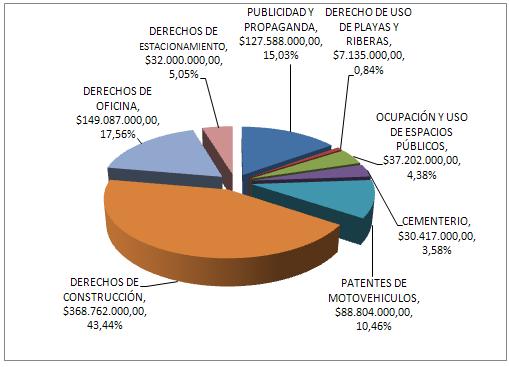 PUBLICIDAD Y
PROPAGANDA,
$127.588.000,00,
15,03%
DERECHO DE USO
DE PLAYAS Y
RIBERAS,
$7.135.000,00,
0,84%
OCUPACIÓN Y USO
DE ESPACIOS
PÚBLICOS,
$37.202.000,00,
4,38%
CEMENTERIO,
$30.417.000,00,
3,58%
PATENTES DE
MOTOVEHICULOS,
$88.804.000,00,
10,46%
DERECHOS DE
CONSTRUCCIÓN,
$368.762.000,00,
43,44%
DERECHOS DE
OFICINA,
$149.087.000,00,
17,56%
DERECHOS DE
ESTACIONAMIENTO,
$32.000.000,00,
5,05%